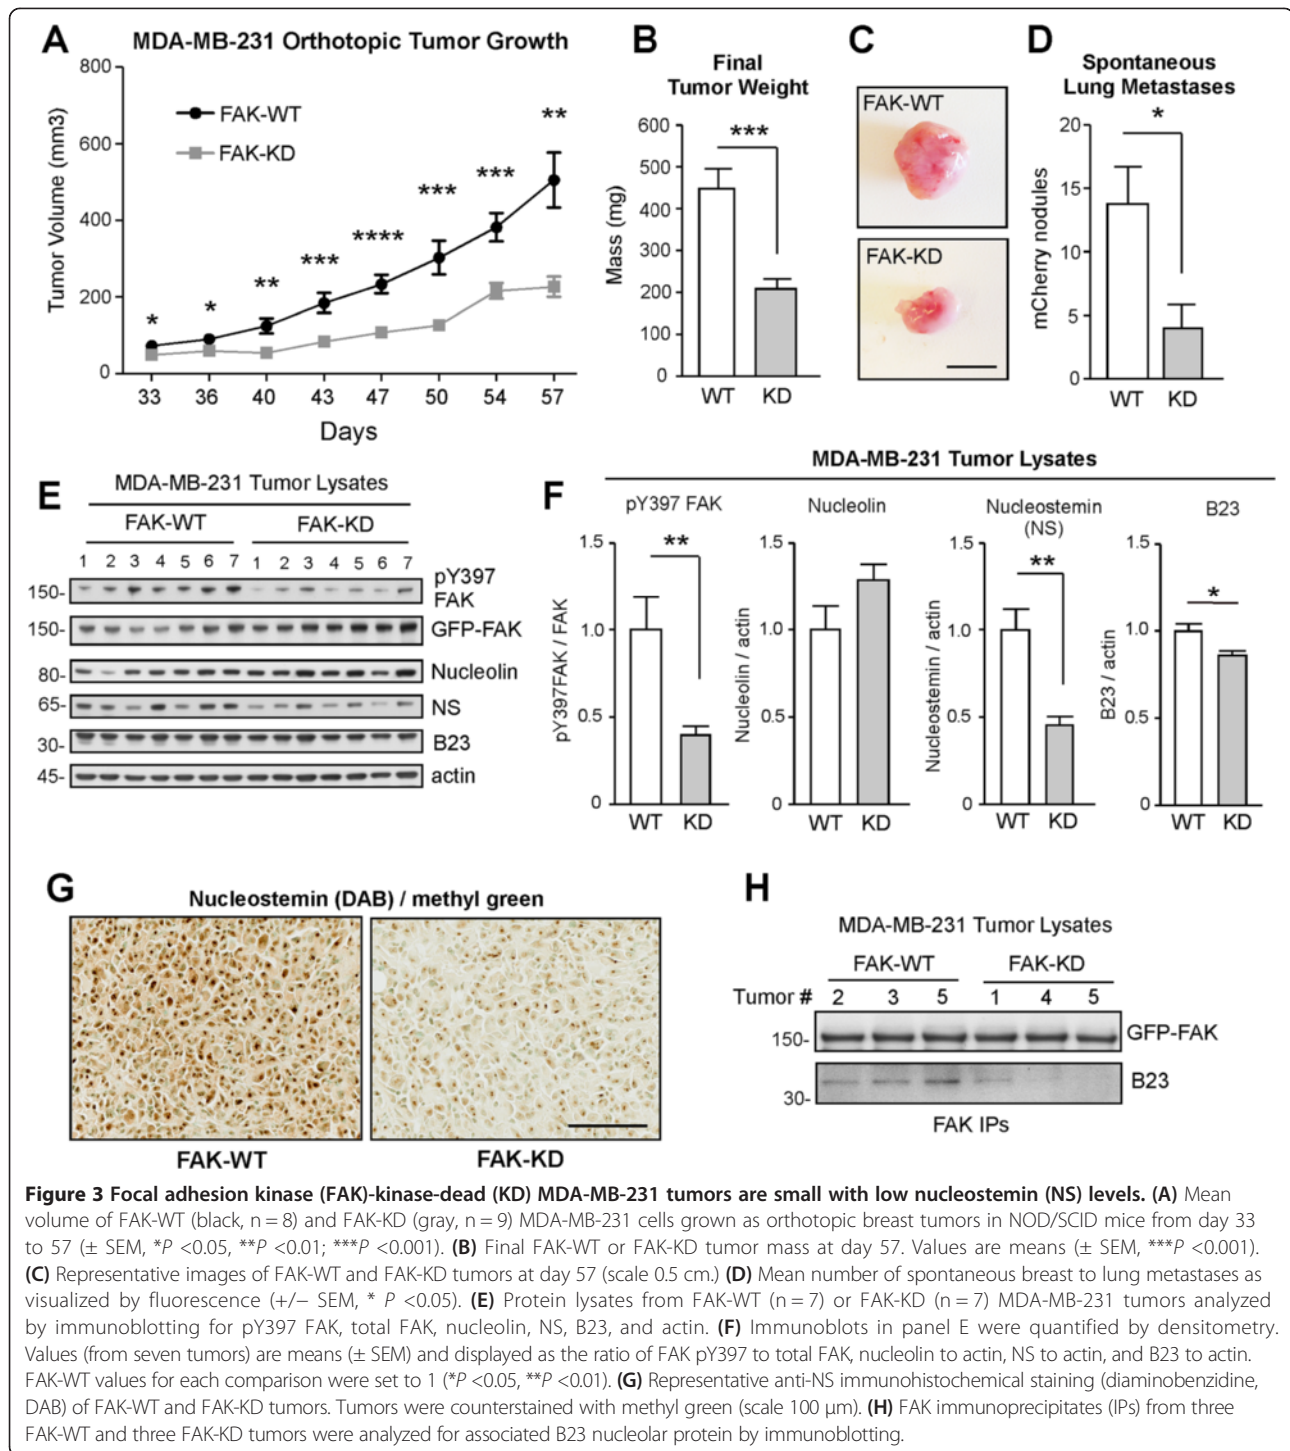 A
MDA-MB-231 Orthotopic Tumor Growth
Tumor Volume (mm3)
800
600
400
200
0
FAK-WT
FAK-KD
*
*
**
***
****
***
***
**
33 36 40 43 47 50 54 57
Days
B
Final
Tumor Weight
Mass (mg)
600
500
400
300
200
100
0
***
WT KD
C
FAK-WT
FAK-KD
D
Spontaneous
Lung Metastases
mCherry nodules
20
15
10
5
0
*
WT KD
E
MDA-MB-231 Tumor Lysates
FAK-WT FAK-KD
1 2 3 4 5 6 7 1 2 3 4 5 6 7
150- pY397
FAK
150- GFP-FAK
80- Nucleolin
65- NS
30- B23
45- actin
F
MDA-MB-231 Tumor Lysates
pY397 FAK
pY397FAK / FAK
1.5
1.0
0.5
0
**
WT KD
Nucleolin
Nucleolin / actin
1.5
1.0
0.5
0
WT KD
Nucleostemin
(NS)
Nucleostemin / actin
1.5
1.0
0.5
0
**
WT KD
B23
B23 / actin
1.5
1.0
0.5
0
*
WT KD
G
Nucleostemin (DAB) / methyl green
FAK-WT FAK-KD
H
MDA-MB-231 Tumor Lysates
FAK-WT FAK-KD
Tumor # 2 3 5 1 4 5
150- GFP-FAK
30- B23
FAK IPs
Figure 3 Focal adhesion kinase (FAK)-kinase-dead (KD) MDA-MB-231 tumors are small with low nucleostemin (NS) levels. (A) Mean
volume of FAK-WT (black, n = 8) and FAK-KD (gray, n = 9) MDA-MB-231 cells grown as orthotopic breast tumors in NOD/SCID mice from day 33
to 57 (± SEM, *P <0.05, **P <0.01; ***P <0.001). (B) Final FAK-WT or FAK-KD tumor mass at day 57. Values are means (± SEM, ***P <0.001).
(C) Representative images of FAK-WT and FAK-KD tumors at day 57 (scale 0.5 cm.) (D) Mean number of spontaneous breast to lung metastases as
visualized by fluorescence (+/− SEM, * P <0.05). (E) Protein lysates from FAK-WT (n = 7) or FAK-KD (n = 7) MDA-MB-231 tumors analyzed
by immunoblotting for pY397 FAK, total FAK, nucleolin, NS, B23, and actin. (F) Immunoblots in panel E were quantified by densitometry.
Values (from seven tumors) are means (± SEM) and displayed as the ratio of FAK pY397 to total FAK, nucleolin to actin, NS to actin, and B23 to actin.
FAK-WT values for each comparison were set to 1 (*P <0.05, **P <0.01). (G) Representative anti-NS immunohistochemical staining (diaminobenzidine,
DAB) of FAK-WT and FAK-KD tumors. Tumors were counterstained with methyl green (scale 100 μm). (H) FAK immunoprecipitates (IPs) from three
FAK-WT and three FAK-KD tumors were analyzed for associated B23 nucleolar protein by immunoblotting.